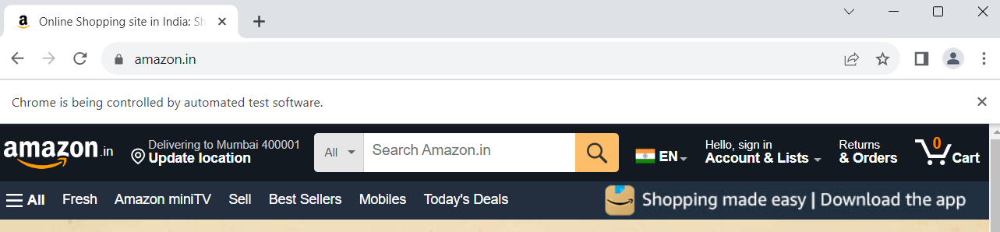 Online Shopping site in India: Sh
amazon.in
Chrome is being controlled by automated test software.
amazon.in
Delivering to Mumbai 400001
Update location
All
Search Amazon.in
EN
Hello, sign in
Account & Lists
Returns
& Orders
0
Cart
All Fresh Amazon miniTV Sell Best Sellers Mobiles Today's Deals
Shopping made easy | Download the app